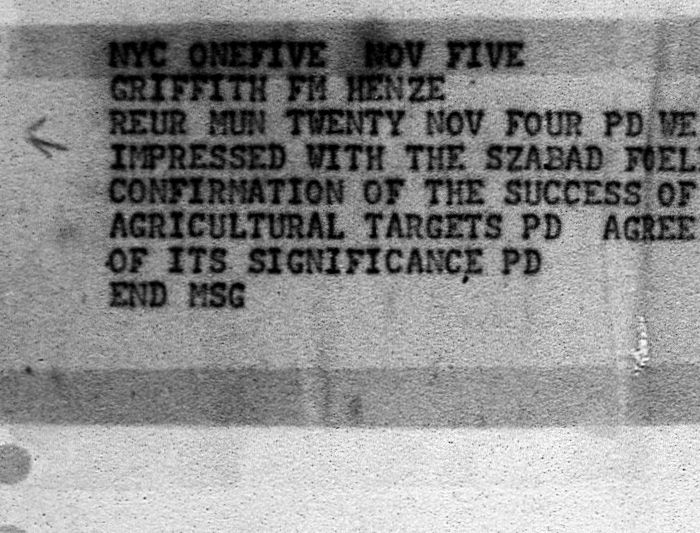 NYC ONEFIVE NOV FIVE
GRIFFITH FM HENZE
REUR MUN TWENTY NOV FOUR PD WE
IMPRESSED WITH THE SZABAD
CONFIRMATION OF THE SUCCESS OF
AGRICULTURAL TARGETS PD AGREE
OF ITS SIGNIFICANCE PD
END MSG